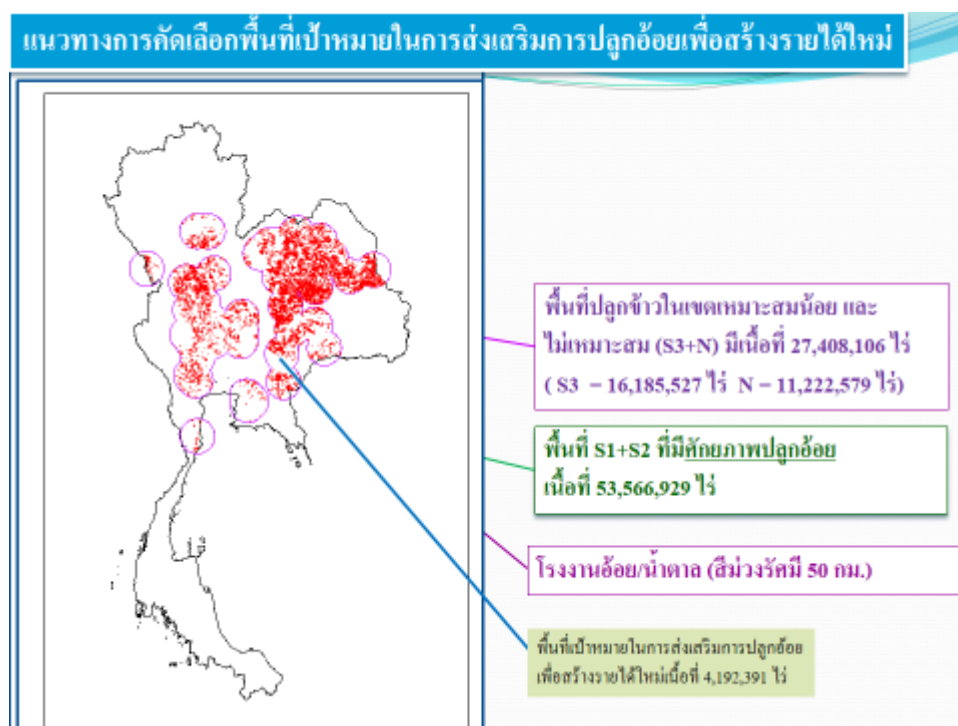 แนวทางการคัดเลือกพื้นที่เป้าหมายในการส่งเสริมการปลูกอ้อยเพื่อสร้างรายได้ใหม่
พื้นที่ปลูกข้าวในเขตเหมาะสมน้อย และ
ไม่เหมาะสม (S3+N) มีเนื้อที่ 27,408,106 ไร่
( S3 – 16,185,527 ไร่ N – 11,222,579 ไร่)
พื้นที่ S1+S2 ที่มีศักยภาพปลูกอ้อย
เนื้อที่ 53,566,929 ไร่
โรงงานอ้อย/น้ำตาล (สีม่วงรัศมี 50 กม.)
พื้นที่เป้าหมายในการส่งเสริมการปลูกอ้อย
เพื่อสร้างรายได้ใหม่เนื้อที่ 4,192,391 ไร่